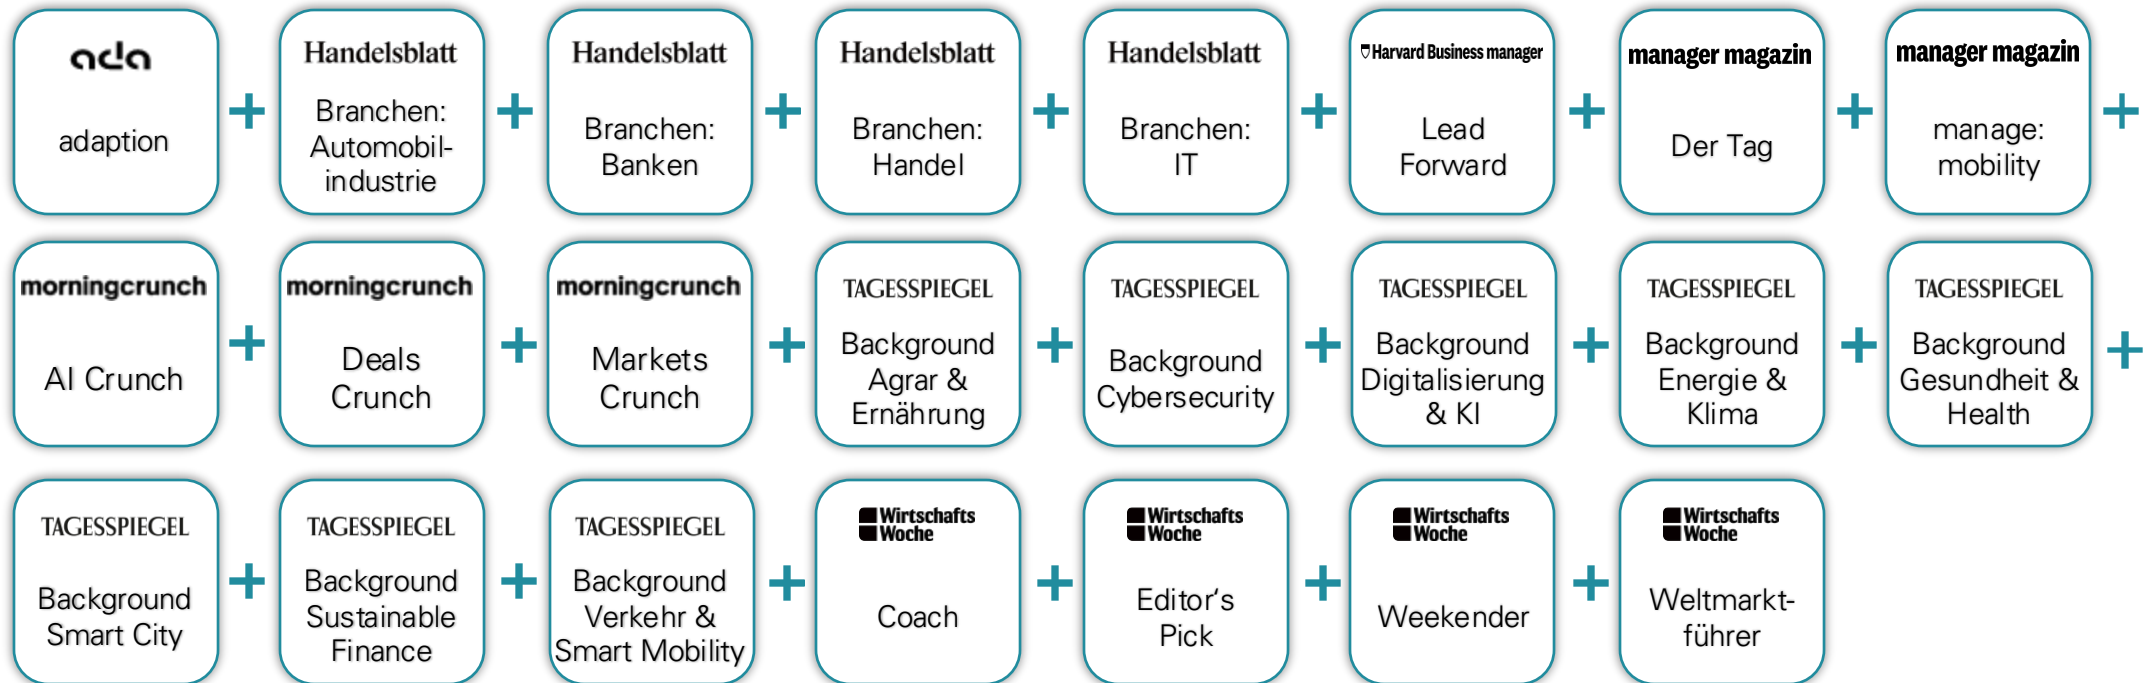 ada
adaption
+
Handelsblatt
Branchen:
Automobil-
industrie
+
Handelsblatt
Branchen:
Banken
+
Handelsblatt
Branchen:
Handel
+
Handelsblatt
Branchen:
IT
+
Harvard Business manager
Lead
Forward
+
manager magazin
Der Tag
+
manager magazin
manage:
mobility
+
morningcrunch
AI Crunch
+
morningcrunch
Deals
Crunch
+
morningcrunch
Markets
Crunch
+
TAGESSPIEGEL
Background
Agrar &
Ernährung
+
TAGESSPIEGEL
Background
Cybersecurity
+
TAGESSPIEGEL
Background
Digitalisierung
& KI
+
TAGESSPIEGEL
Background
Energie &
Klima
+
TAGESSPIEGEL
Background
Gesundheit &
Health
+
TAGESSPIEGEL
Background
Smart City
+
TAGESSPIEGEL
Background
Sustainable
Finance
+
TAGESSPIEGEL
Background
Verkehr &
Smart Mobility
+
Wirtschafts
Woche
Coach
+
Wirtschafts
Woche
Editor‘s
Pick
+
Wirtschafts
Woche
Weekender
+
Wirtschafts
Woche
Weltmarkt-
führer